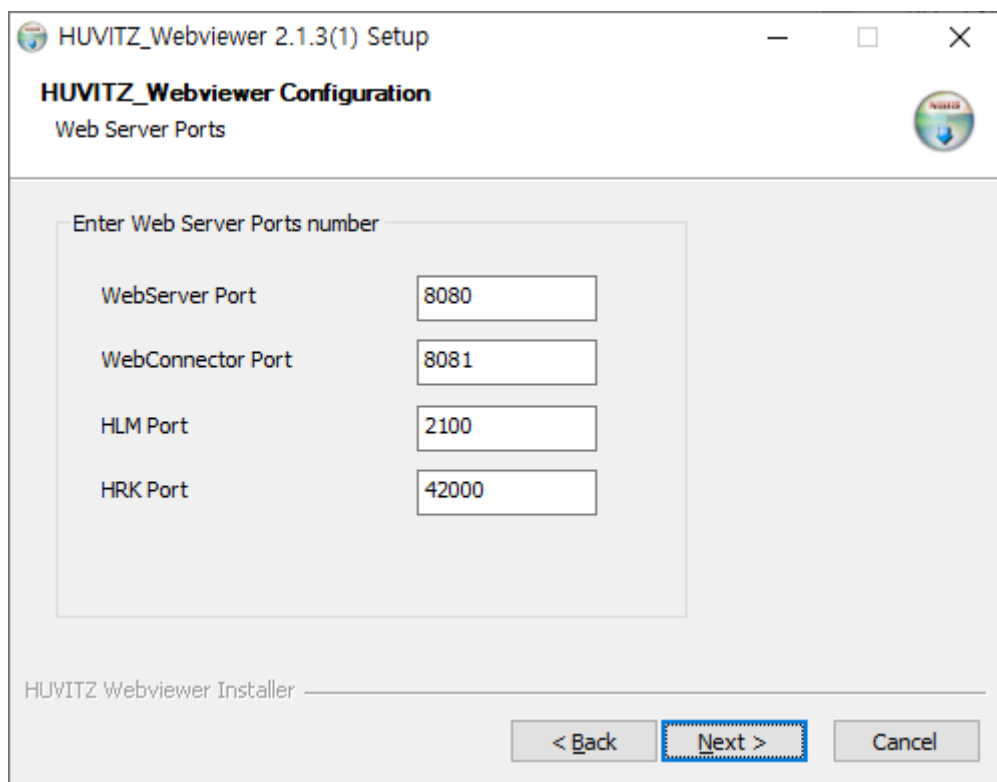 HUVITZ_Webviewer 2.1.3(1) Setup
HUVITZ_Webviewer Configuration
Web Server Ports
Enter Web Server Ports number
WebServer Port 8080
WebConnector Port 8081
HLM Port 2100
HRK Port 42000
HUVITZ Webviewer Installer
< Back Next > Cancel